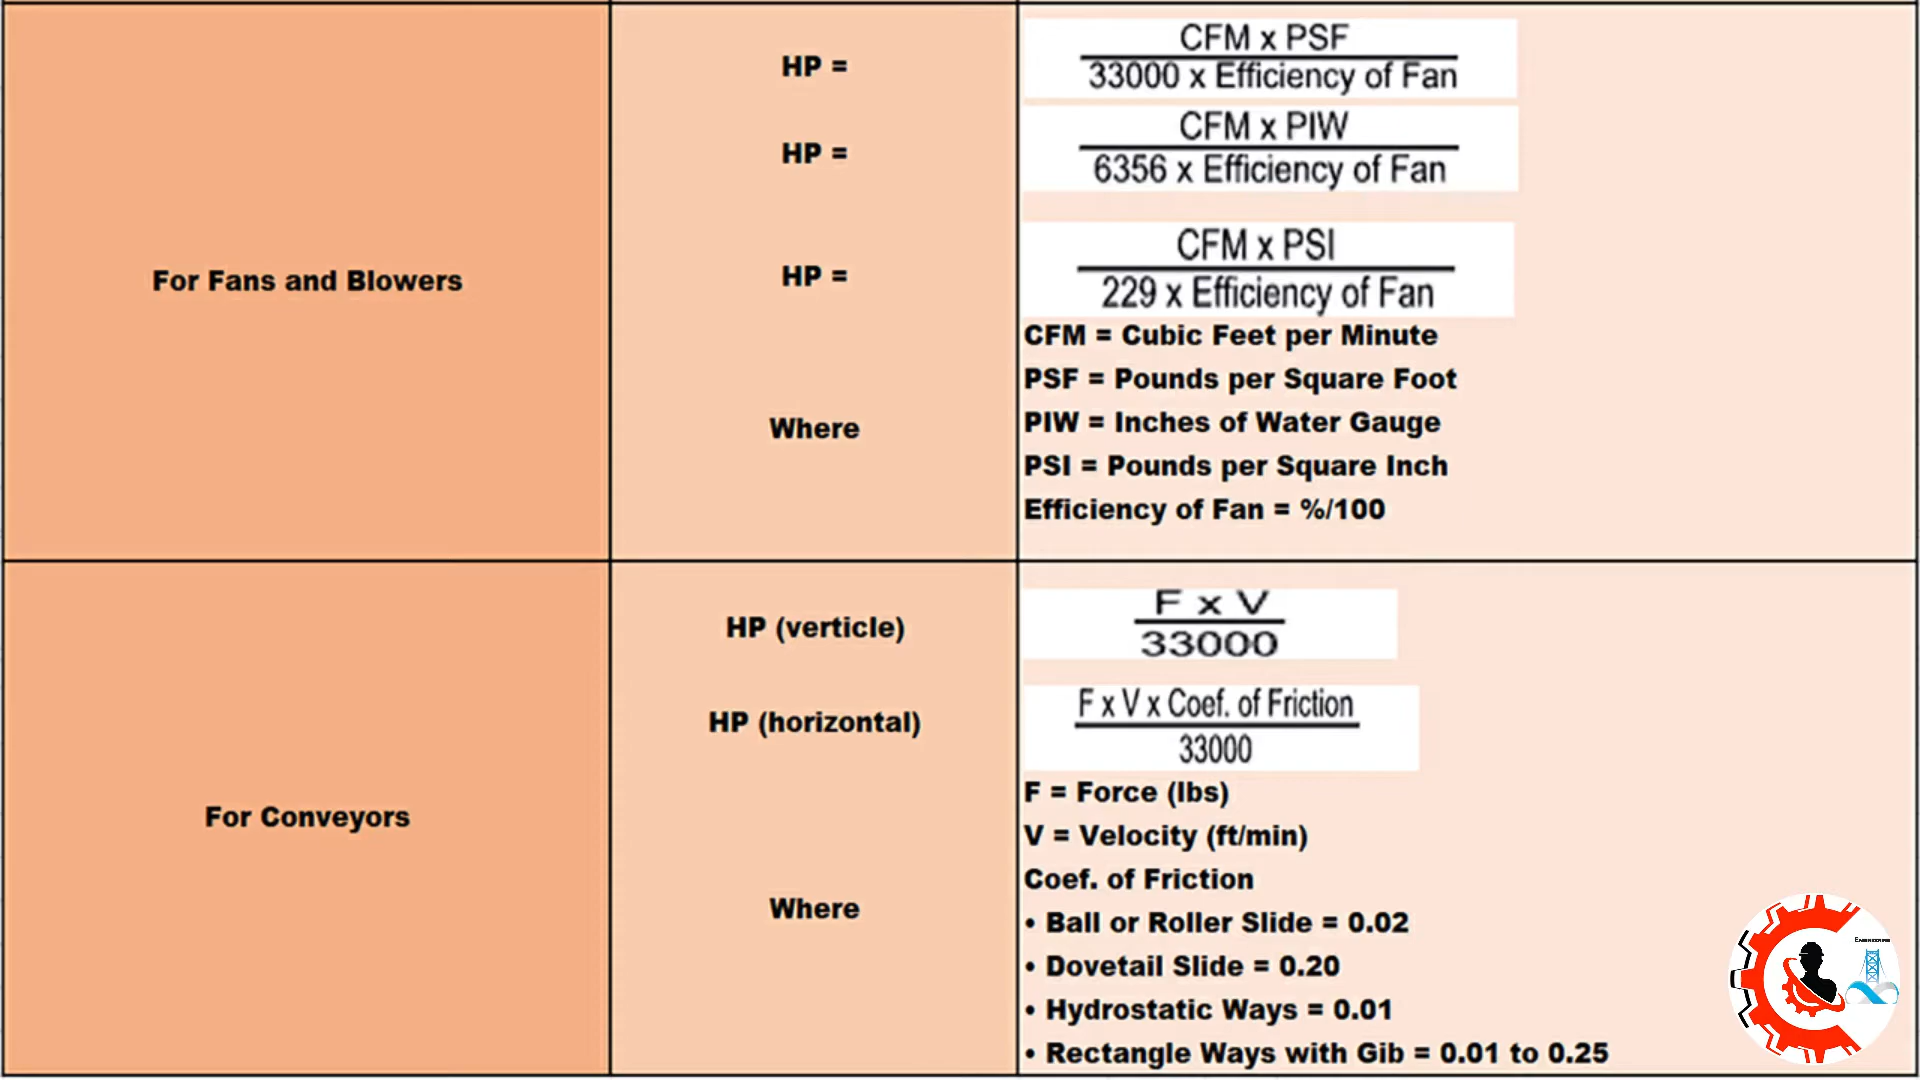 For Fans and Blowers
HP =
CFM x PSF
33000 x Efficiency of Fan
HP =
CFM x PIW
6356 x Efficiency of Fan
HP =
CFM x PSI
229 x Efficiency of Fan
Where
CFM = Cubic Feet per Minute
PSF = Pounds per Square Foot
PIW = Inches of Water Gauge
PSI = Pounds per Square Inch
Efficiency of Fan = %/100
For Conveyors
HP (verticle)
F x V
33000
HP (horizontal)
F x V x Coef. of Friction
33000
Where
F = Force (lbs)
V = Velocity (ft/min)
Coef. of Friction
• Ball or Roller Slide = 0.02
• Dovetail Slide = 0.20
• Hydrostatic Ways = 0.01
• Rectangle Ways with Gib = 0.01 to 0.25